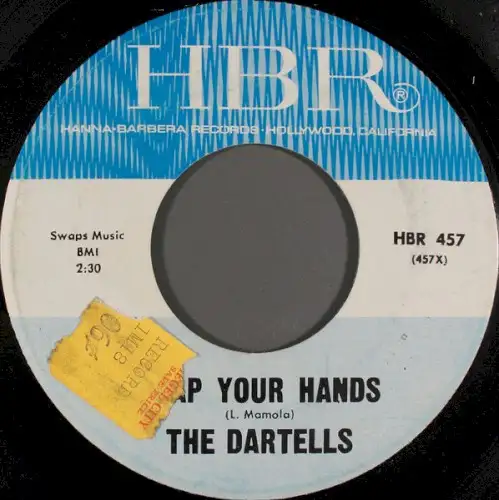 HBR®
HANNA-BARBERA RECORDS · HOLLYWOOD, CALIFORNIA
Swaps Music
BMI
2:30
HBR 457
(457X)
AP YOUR HANDS
(L. Mamola)
THE DARTELLS
RECORD